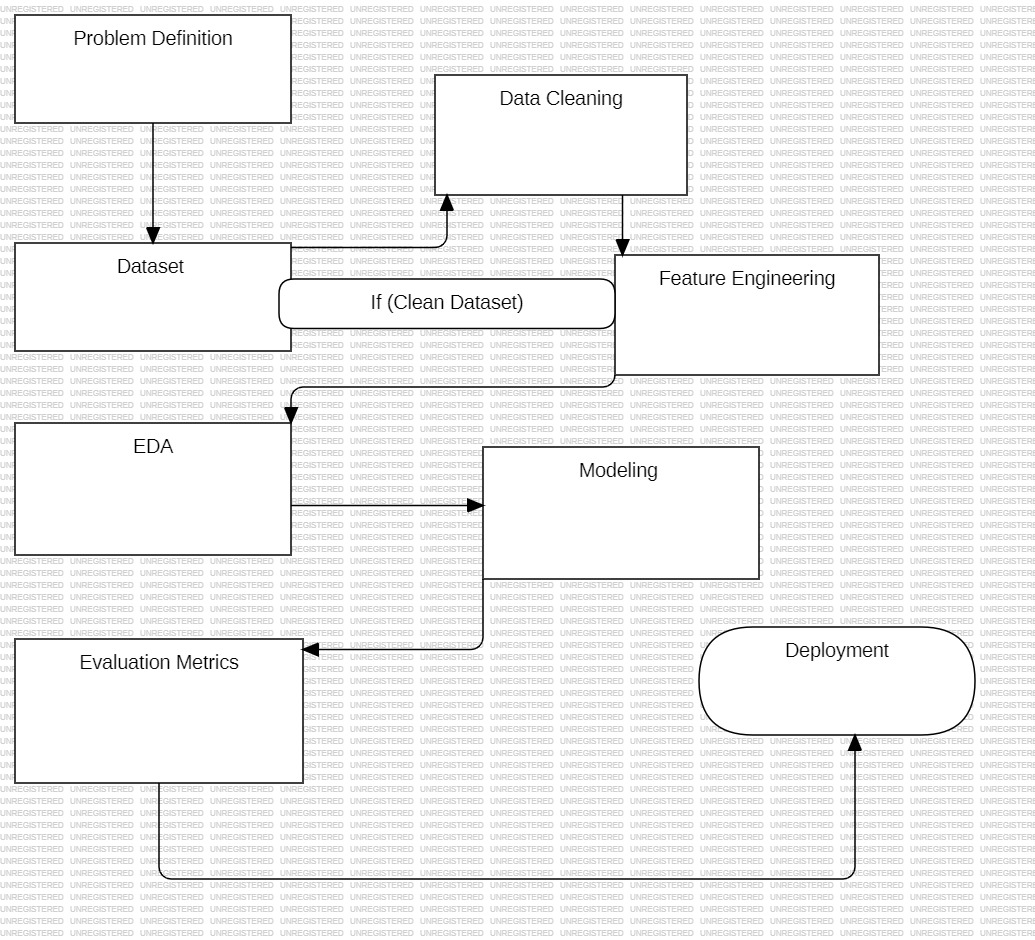 Problem Definition
Data Cleaning
Dataset
Feature Engineering
If (Clean Dataset)
EDA
Modeling
Evaluation Metrics
Deployment
UNREGISTERED